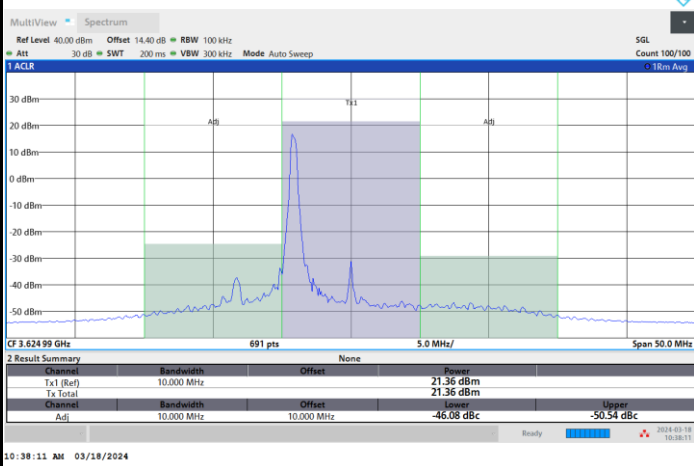 MultiView Spectrum
Ref Level 40.00 dBm Offset 14.40 dB RBW 100 kHz SGL
Att 30 dB SWT 200 ms VBW 300 kHz Mode Auto Sweep Count 100/100
1 ACLR 1Rm Avg
30 dBm
Tx1
20 dBm Adj Adj
10 dBm
0 dBm
-10 dBm
-20 dBm
-30 dBm
-40 dBm
-50 dBm
CF 3.624 99 GHz 691 pts 5.0 MHz/ Span 50.0 MHz
2 Result Summary None
Channel Bandwidth Offset Power
Tx1 (Ref) 10.000 MHz 21.36 dBm
Tx Total 21.36 dBm
Channel Bandwidth Offset Lower Upper
Adj 10.000 MHz 10.000 MHz -46.08 dBc -50.54 dBc
Ready 2024-03-18
10:38:11
10:38:11 AM 03/18/2024